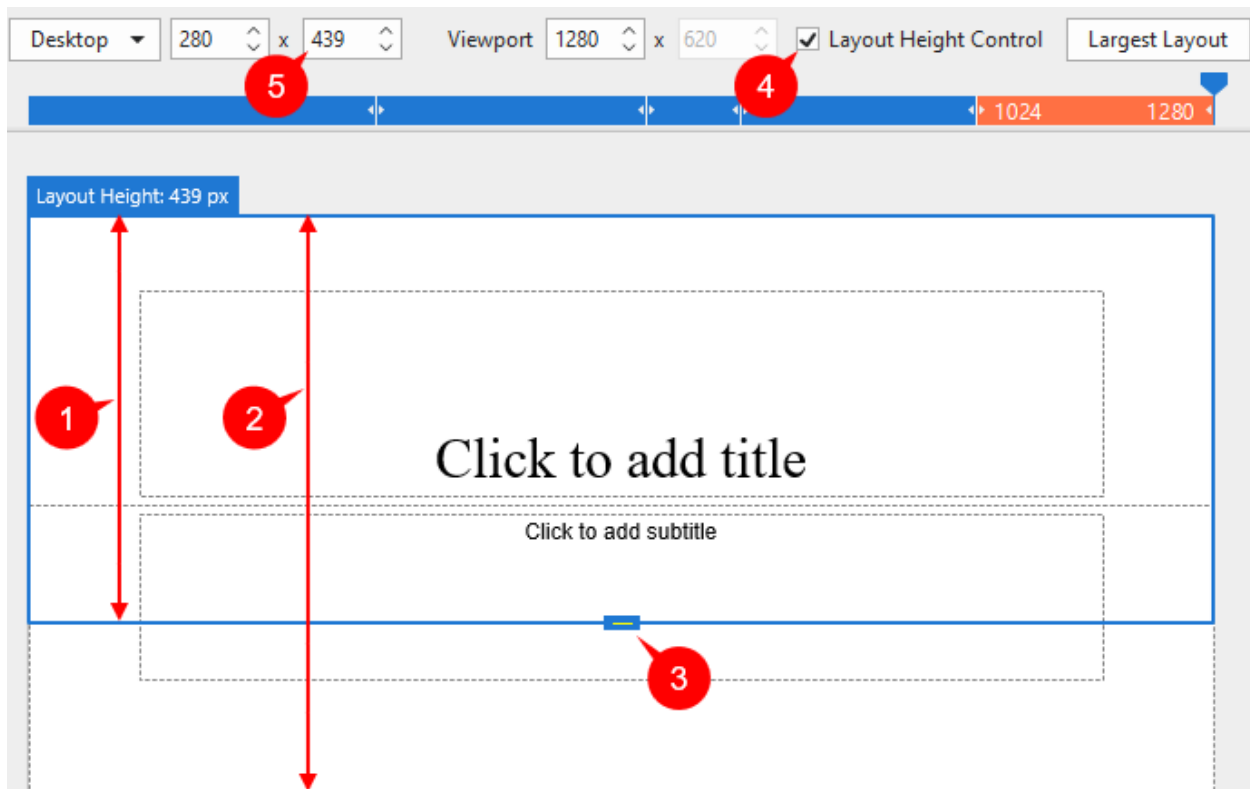 Desktop 280 x 439 Viewport 1280 x 620 Layout Height Control Largest Layout
5 4
1024 1280
Layout Height: 439 px
1 2
Click to add title
Click to add subtitle
3